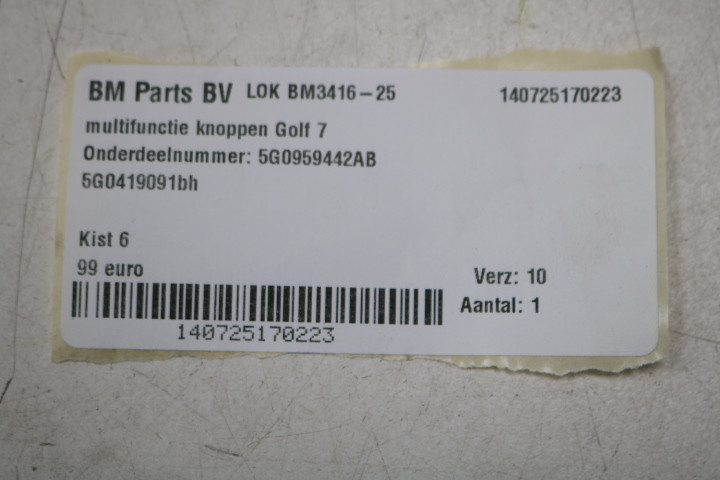 BM Parts BV LOK BM3416-25 140725170223
multifunctie knoppen Golf 7
Onderdeelnummer: 5G0959442AB
5G0419091bh
Kist 6
99 euro
Verz: 10
Aantal: 1
140725170223